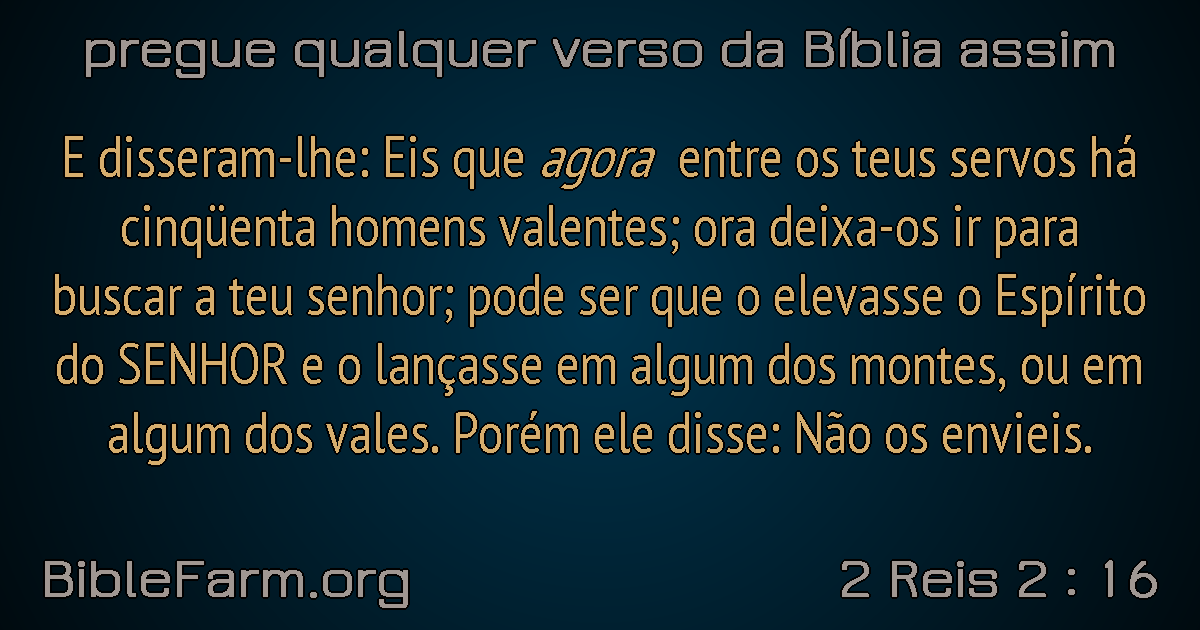 pregue qualquer verso da Bíblia assim
E disseram-lhe: Eis que agora entre os teus servos há
cinqüenta homens valentes; ora deixa-os ir para
buscar a teu senhor; pode ser que o elevasse o Espírito
do SENHOR e o lançasse em algum dos montes, ou em
algum dos vales. Porém ele disse: Não os envieis.
BibleFarm.org
2 Reis 2 : 16